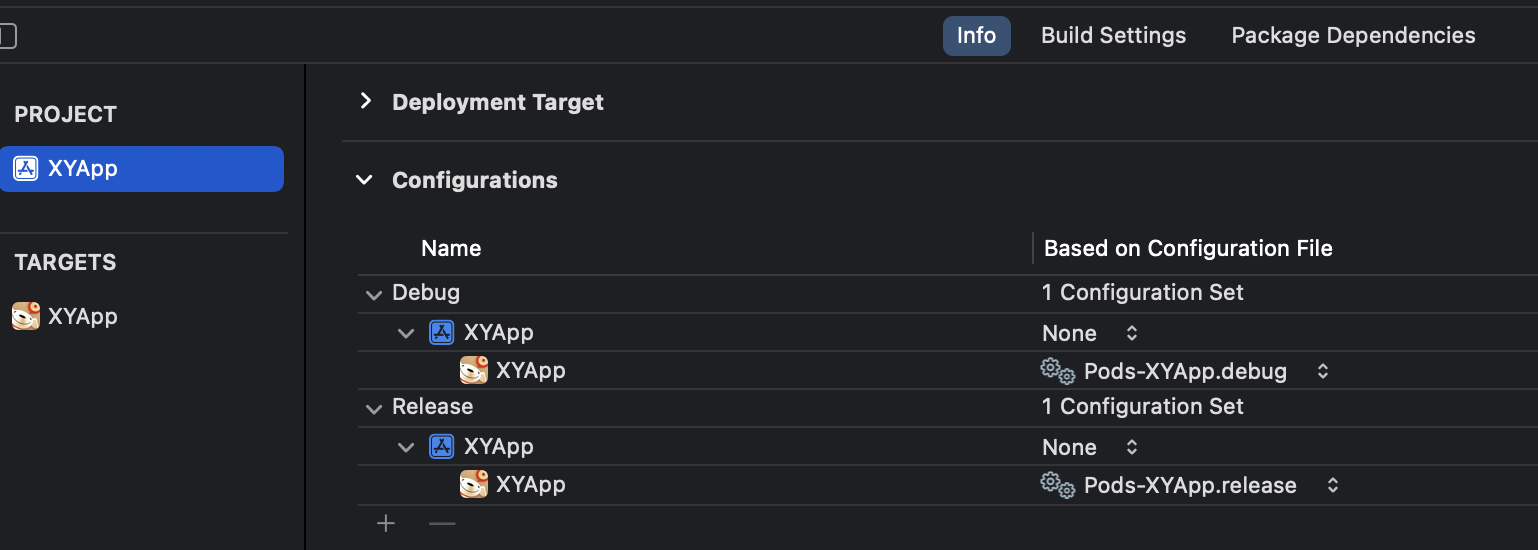 Info Build Settings Package Dependencies
PROJECT
XYApp
TARGETS
XYApp
Deployment Target
Configurations
Name Based on Configuration File
Debug 1 Configuration Set
XYApp None
XYApp Pods-XYApp.debug
Release 1 Configuration Set
XYApp None
XYApp Pods-XYApp.release